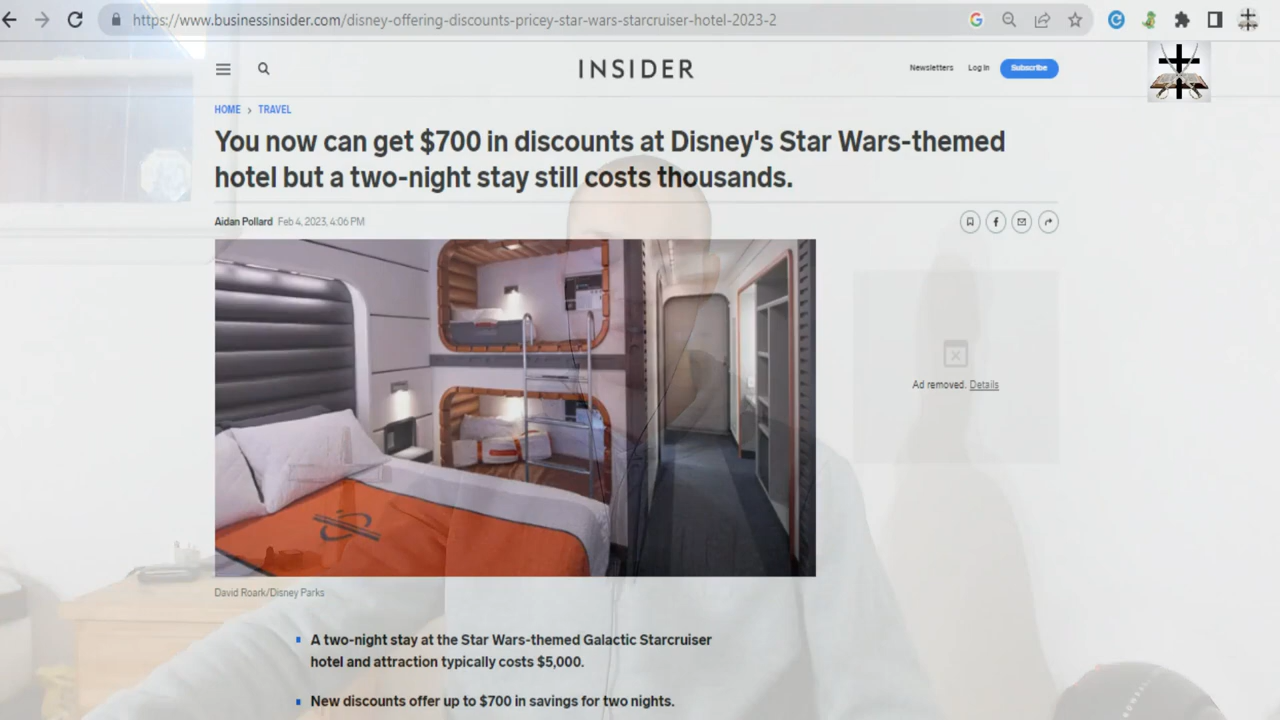 https://www.businessinsider.com/disney-offering-discounts-pricey-star-wars-starcruiser-hotel-2023-2
INSIDER
Newsletters Log in Subscribe
HOME > TRAVEL
You now can get $700 in discounts at Disney's Star Wars-themed
hotel but a two-night stay still costs thousands.
Aidan Pollard Feb 4, 2023, 4:06 PM
Ad removed. Details
David Roark/Disney Parks
A two-night stay at the Star Wars-themed Galactic Starcruiser
hotel and attraction typically costs $5,000.
New discounts offer up to $700 in savings for two nights.